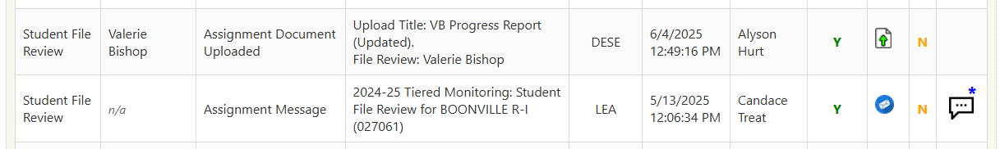 Student File
Review
Valerie
Bishop
Assignment Document
Uploaded
Upload Title: VB Progress Report
(Updated).
File Review: Valerie Bishop
DESE
6/4/2025
12:49:16 PM
Alyson
Hurt
Y
N
Student File
Review
n/a
Assignment Message
2024-25 Tiered Monitoring: Student
File Review for BOONVILLE R-I
(027061)
LEA
5/13/2025
12:06:34 PM
Candace
Treat
Y
N
*